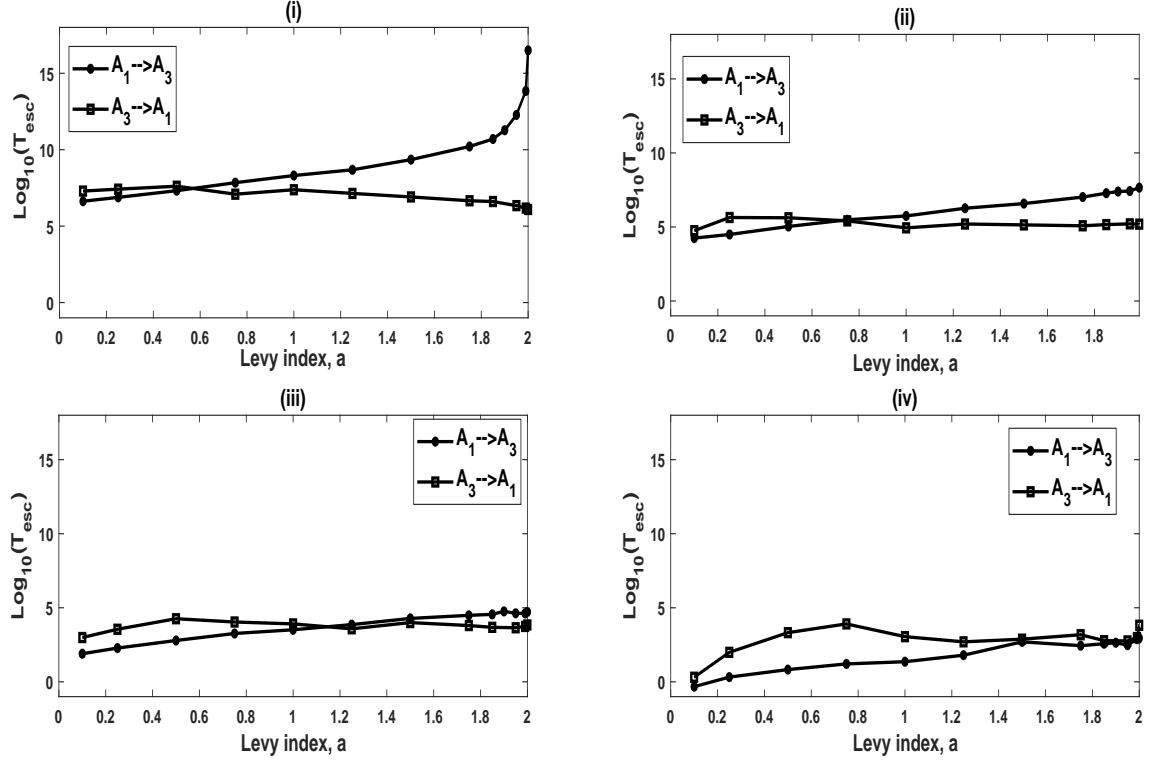 (i)
A1-->A3
A3-->A1
Log10(Tesc)
15
10
5
0
0 0.2 0.4 0.6 0.8 1 1.2 1.4 1.6 1.8 2
Levy index, a
(ii)
A1-->A3
A3-->A1
Log10(Tesc)
15
10
5
0
0 0.2 0.4 0.6 0.8 1 1.2 1.4 1.6 1.8 2
Levy index, a
(iii)
A1-->A3
A3-->A1
Log10(Tesc)
15
10
5
0
0 0.2 0.4 0.6 0.8 1 1.2 1.4 1.6 1.8 2
Levy index, a
(iv)
A1-->A3
A3-->A1
Log10(Tesc)
15
10
5
0
0 0.2 0.4 0.6 0.8 1 1.2 1.4 1.6 1.8 2
Levy index, a